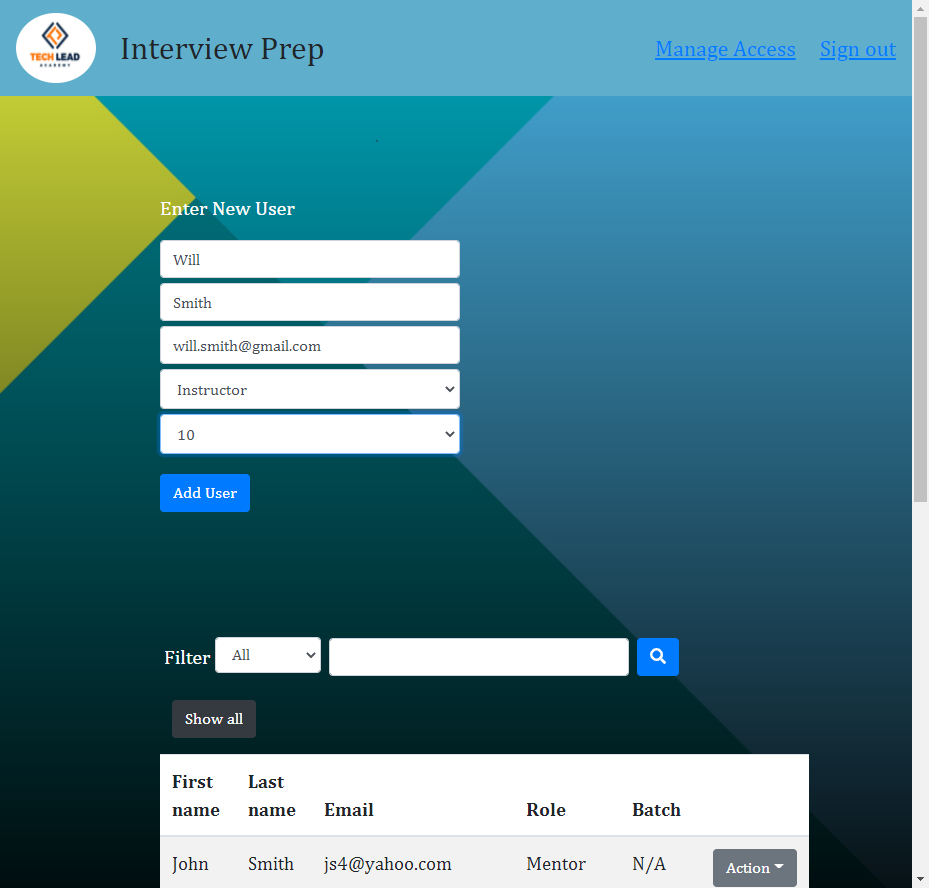 TECH LEAD
ACADEMY
Interview Prep
Manage Access
Sign out
Enter New User
Will
Smith
will.smith@gmail.com
Instructor
10
Add User
Filter
All
Show all
First name
Last name
Email
Role
Batch
John
Smith
js4@yahoo.com
Mentor
N/A
Action